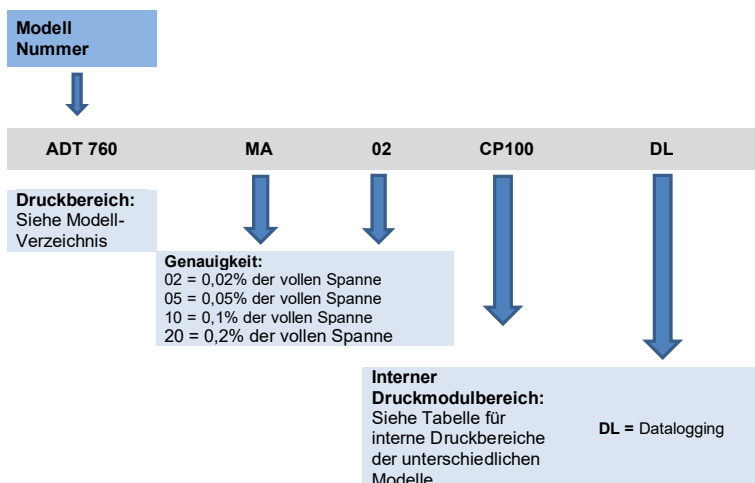 Modell
Nummer
ADT 760 MA 02 CP100 DL
Druckbereich:
Siehe Modell-
Verzeichnis
Genauigkeit:
02 = 0,02% der vollen Spanne
05 = 0,05% der vollen Spanne
10 = 0,1% der vollen Spanne
20 = 0,2% der vollen Spanne
Interner
Druckmodulbereich:
Siehe Tabelle für
interne Druckbereiche
der unterschiedlichen
Modelle
DL = Datalogging